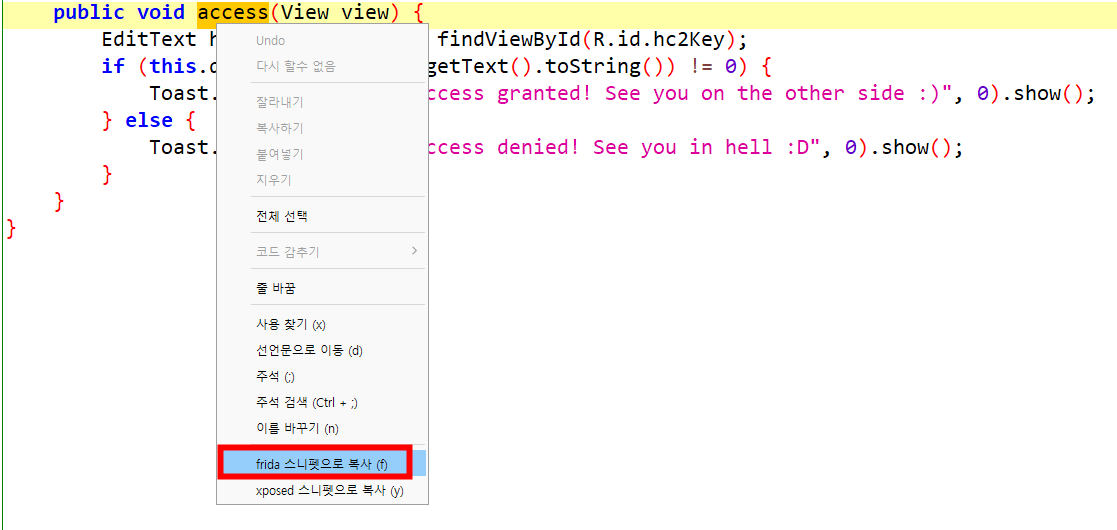 public void access(View view) {
EditText h findViewById(R.id.hc2Key);
if (this.d getText().toString()) != 0) {
Toast. ccess granted! See you on the other side :)", 0).show();
} else {
Toast. ccess denied! See you in hell :D", 0).show();
}
}
}
Undo
다시 할수 없음
잘라내기
복사하기
붙여넣기
지우기
전체 선택
코드 감추기
줄 바꿈
사용 찾기 (x)
선언문으로 이동 (d)
주석 (;)
주석 검색 (Ctrl + ;)
이름 바꾸기 (n)
frida 스니펫으로 복사 (f)
xposed 스니펫으로 복사 (y)